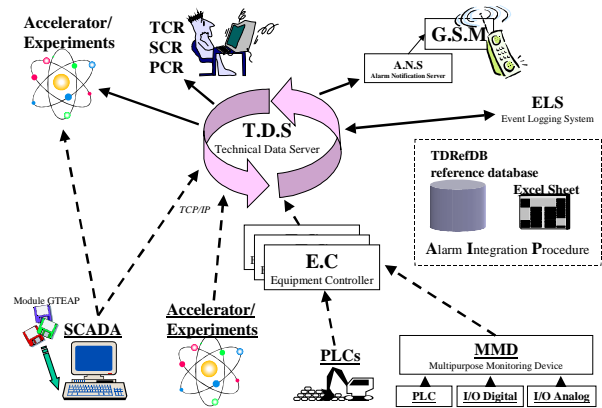 Accelerator/
Experiments
TCR
SCR
PCR
G.S.M
A.N.S
Alarm Notification Server
T.D.S
Technical Data Server
ELS
Event Logging System
TDRefDB
reference database
Excel Sheet
Alarm Integration Procedure
TCP/IP
E.C
Equipment Controller
Module GTEAP
SCADA
Accelerator/
Experiments
PLCs
MMD
Multipurpose Monitoring Device
PLC
I/O Digital
I/O Analog